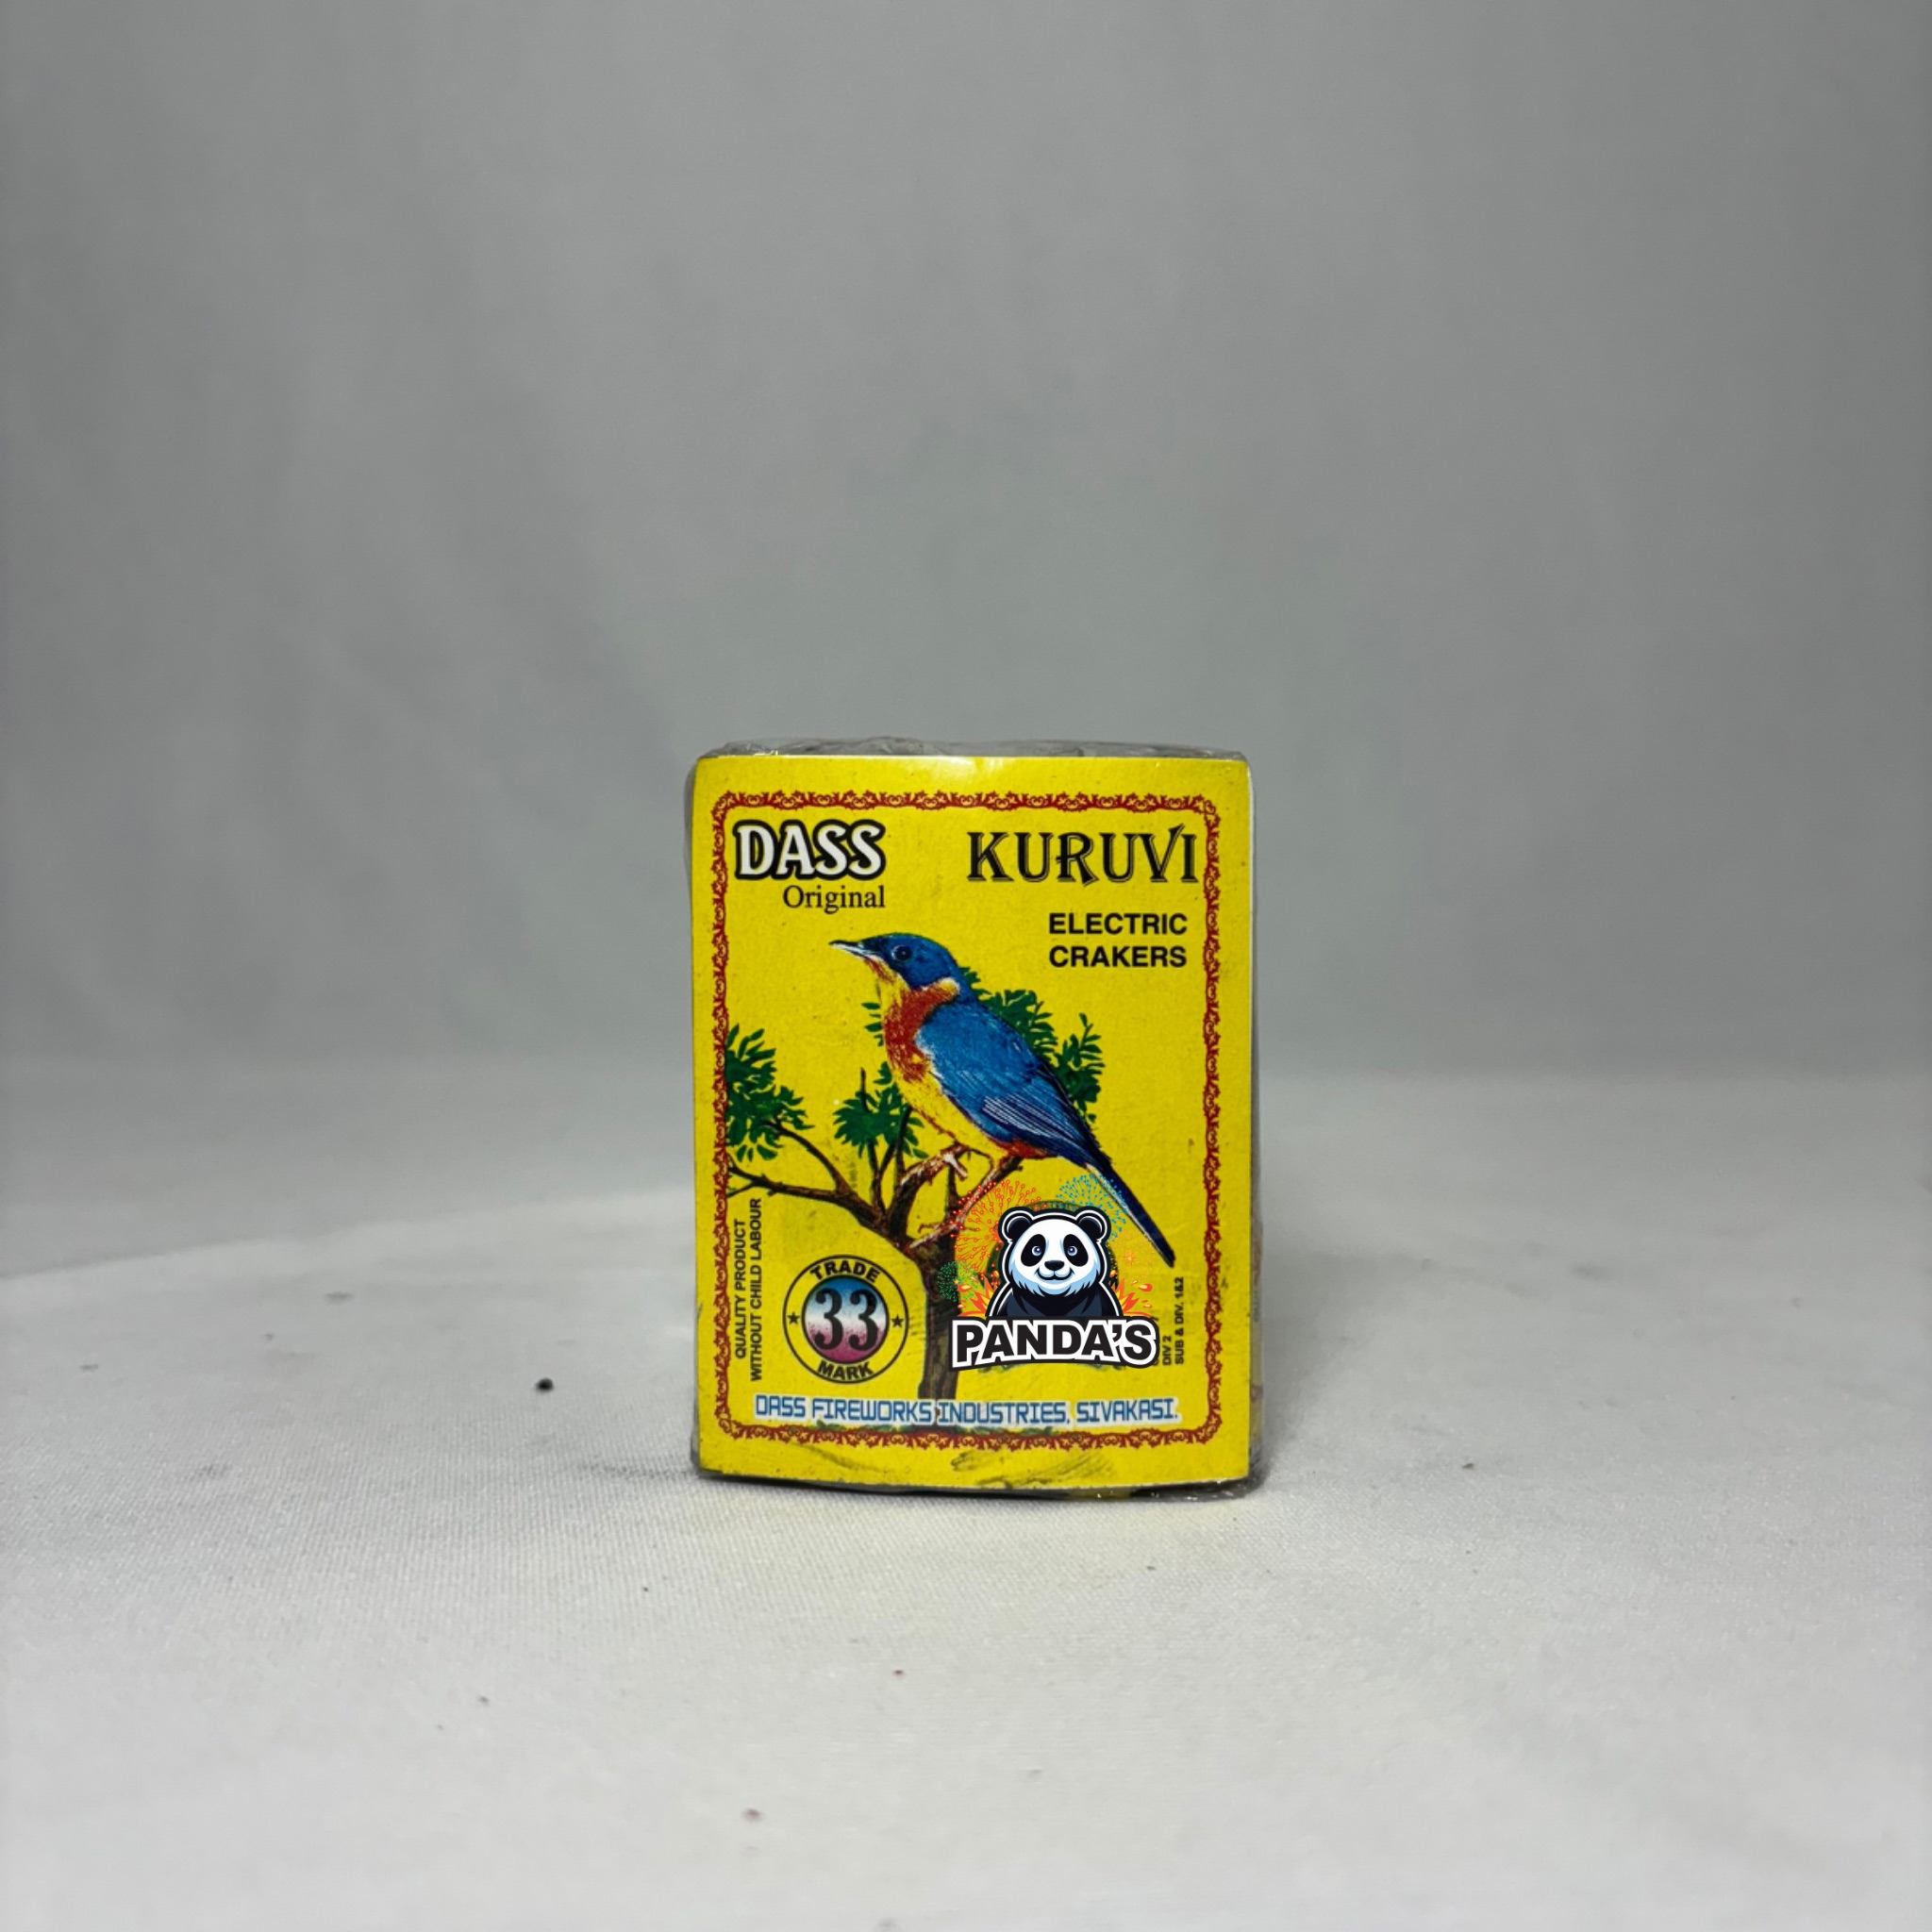 DASS
Original
KURUVI
ELECTRIC
CRAKERS
QUALITY PRODUCT
WITHOUT CHILD LABOUR
TRADE
33
MARK
PANDA'S
DIV 2
SUB & DIV. 1&2
DASS FIREWORKS INDUSTRIES, SIVAKASI.